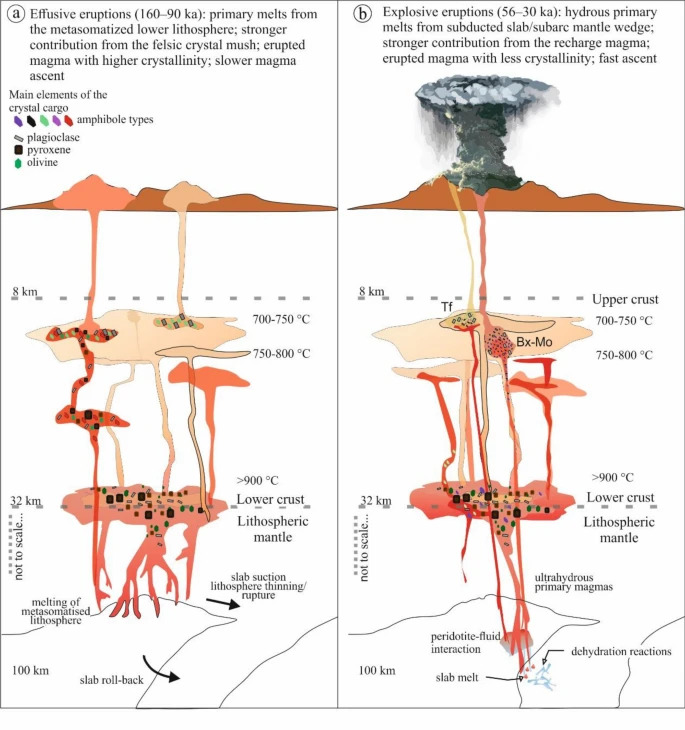 a Effusive eruptions (160–90 ka): primary melts from
the metasomatized lower lithosphere; stronger
contribution from the felsic crystal mush; erupted
magma with higher crystallinity; slower magma
ascent
Main elements of the
crystal cargo
amphibole types
plagioclase
pyroxene
olivine
8 km
700-750 °C
750-800 °C
>900 °C
32 km
Lower crust
Lithospheric
mantle
not to scale...
slab suction
lithosphere thinning/
rupture
melting of
metasomatised
lithosphere
100 km
slab roll-back
b Explosive eruptions (56–30 ka): hydrous primary
melts from subducted slab/subarc mantle wedge;
stronger contribution from the recharge magma;
erupted magma with less crystallinity; fast ascent
8 km
Upper crust
Tf
700-750 °C
Bx-Mo
750-800 °C
>900 °C
32 km
Lower crust
Lithospheric
mantle
not to scale...
ultrahydrous
primary magmas
peridotite-fluid
interaction
dehydration reactions
100 km
slab melt